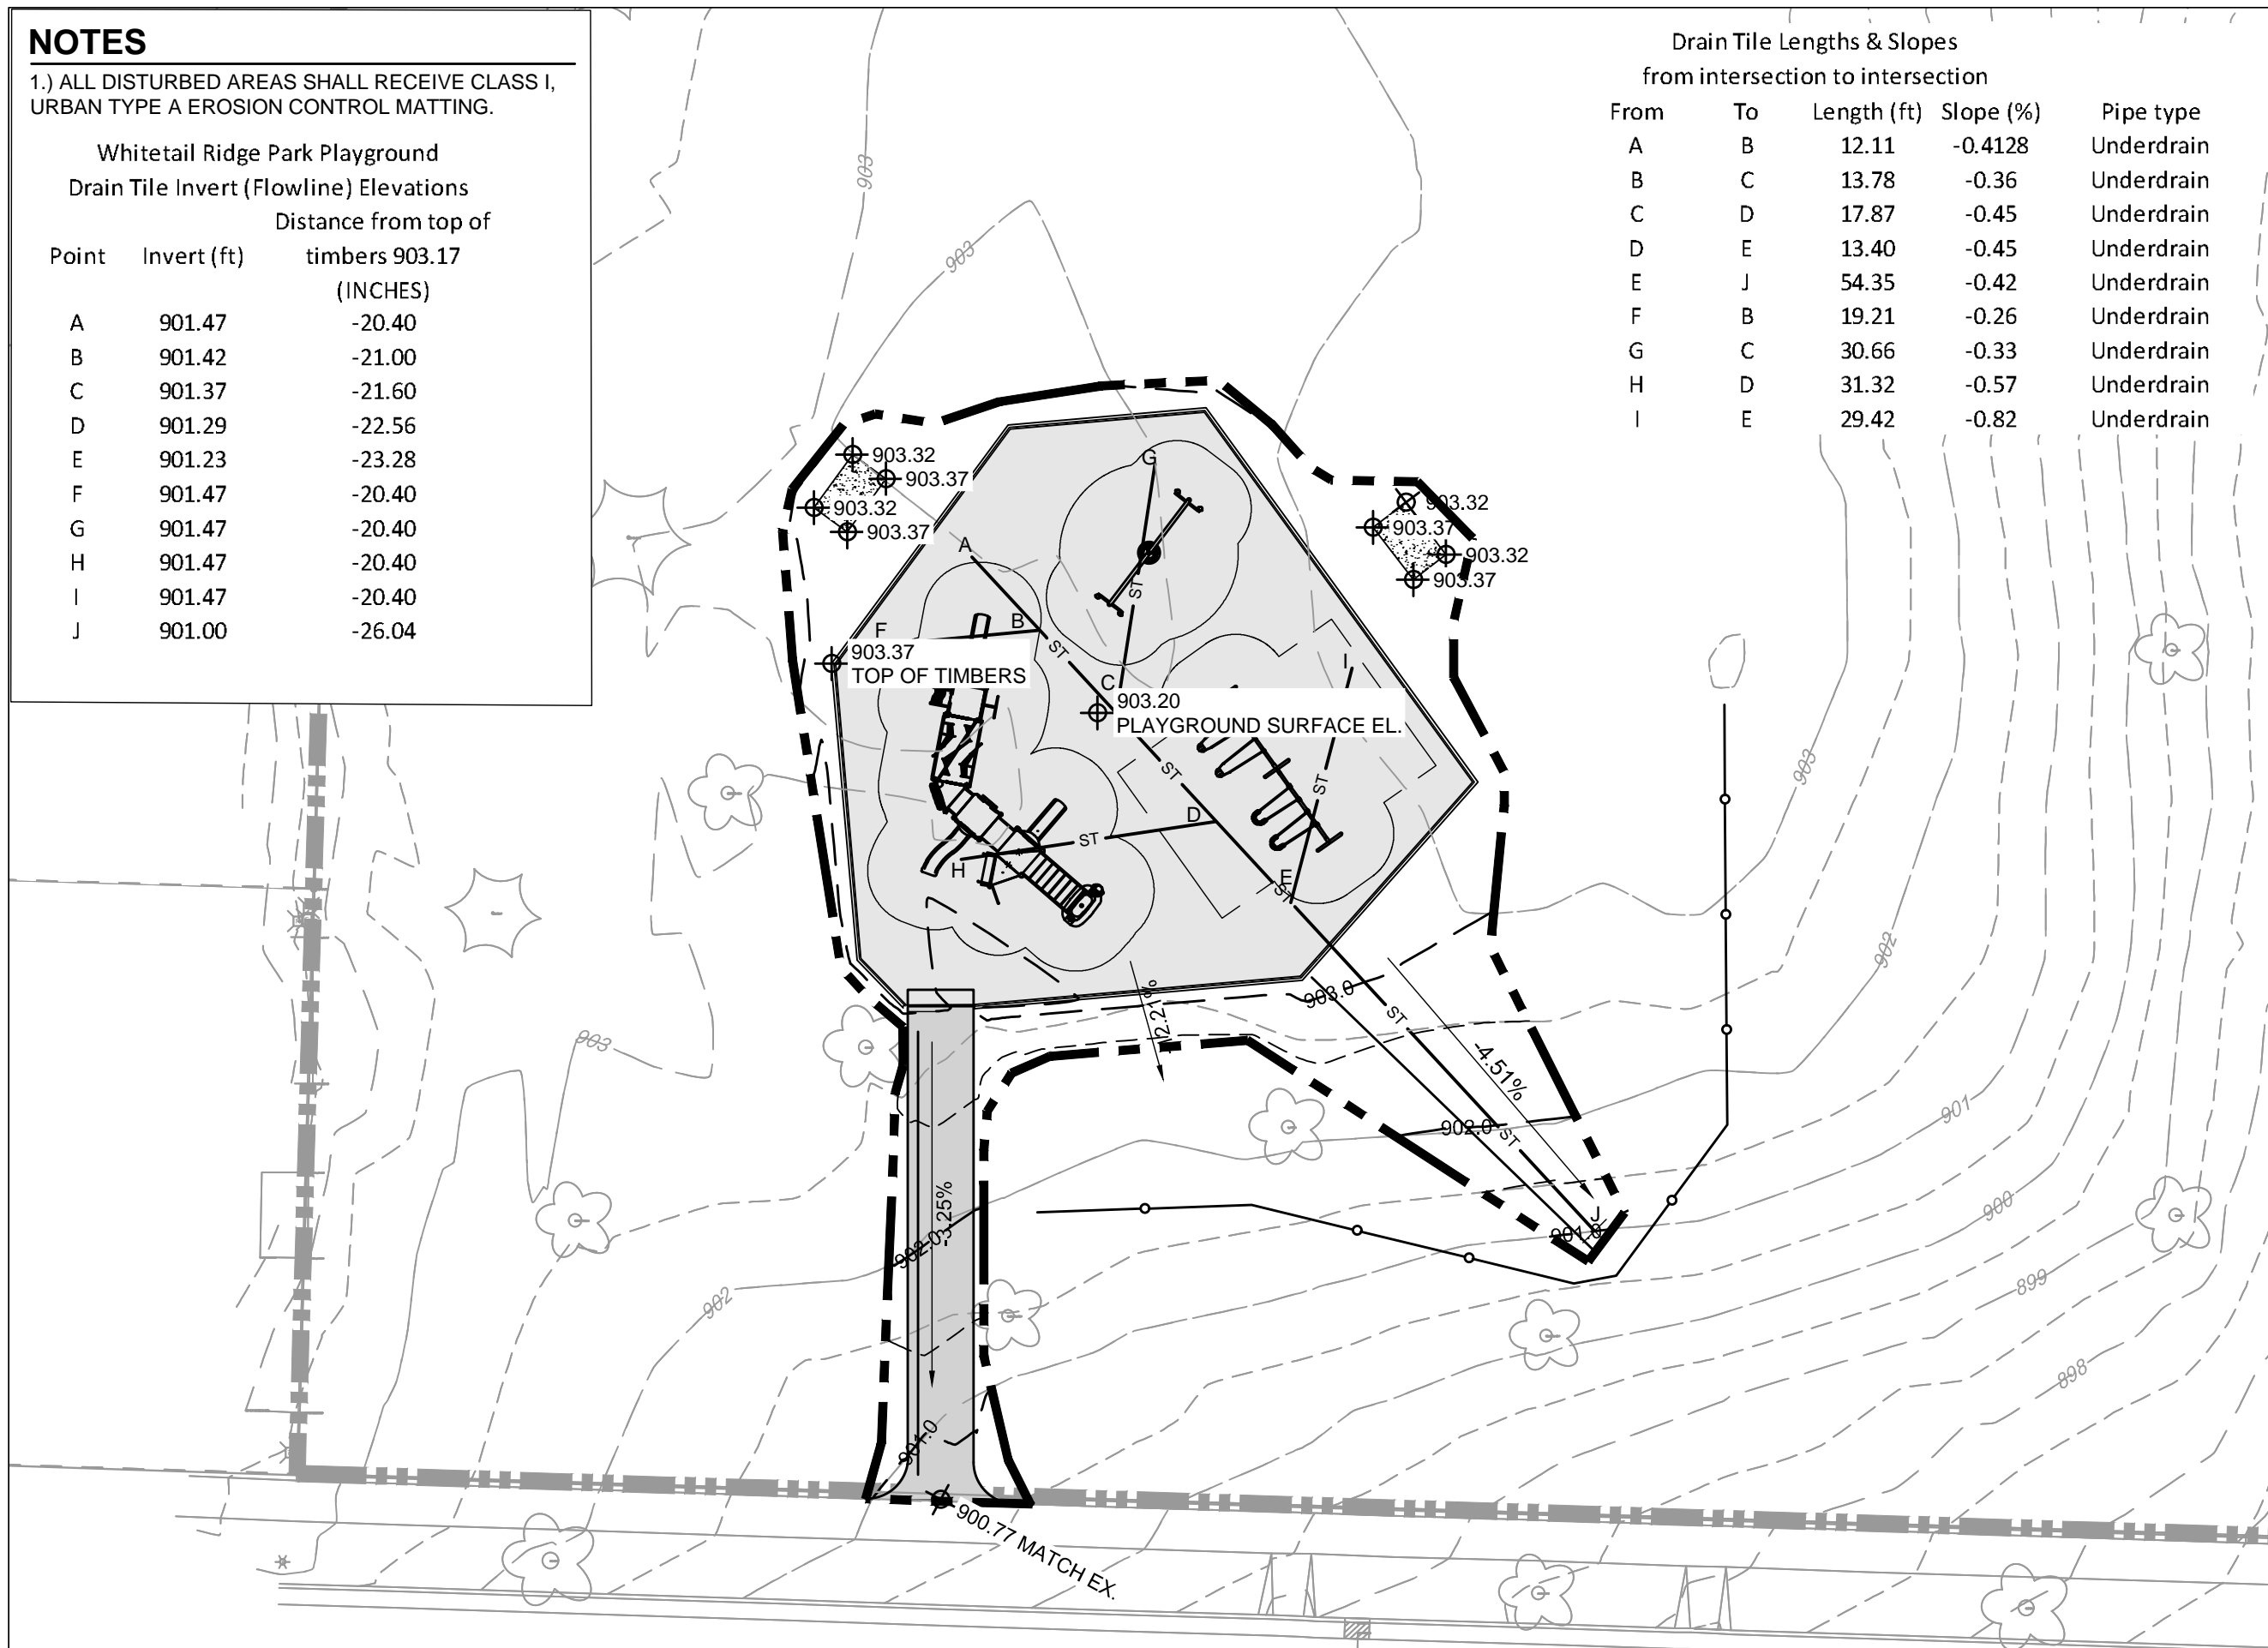 NOTES
1.) ALL DISTURBED AREAS SHALL RECEIVE CLASS I,
URBAN TYPE A EROSION CONTROL MATTING.
Whitetail Ridge Park Playground
Drain Tile Invert (Flowline) Elevations
Distance from top of
Point Invert (ft) timbers 903.17
(INCHES)
A 901.47 -20.40
B 901.42 -21.00
C 901.37 -21.60
D 901.29 -22.56
E 901.23 -23.28
F 901.47 -20.40
G 901.47 -20.40
H 901.47 -20.40
I 901.47 -20.40
J 901.00 -26.04
Drain Tile Lengths & Slopes
from intersection to intersection
From To Length (ft) Slope (%) Pipe type
A B 12.11 -0.4128 Underdrain
B C 13.78 -0.36 Underdrain
C D 17.87 -0.45 Underdrain
D E 13.40 -0.45 Underdrain
E J 54.35 -0.42 Underdrain
F B 19.21 -0.26 Underdrain
G C 30.66 -0.33 Underdrain
H D 31.32 -0.57 Underdrain
I E 29.42 -0.82 Underdrain
903
903
903.32
903.37
903.32
903.37
903.32
903.37
903.32
903.37
G
A
ST
B
F
ST
903.37
TOP OF TIMBERS
I
C
903.20
PLAYGROUND SURFACE EL.
ST
ST
D
ST
H
E
ST
903
902
903.0
-2.21%
ST
-4.51%
903
902.0
ST
901
900
J
-3.25%
902.0
902
899
898
901.0
900.77 MATCH EX.